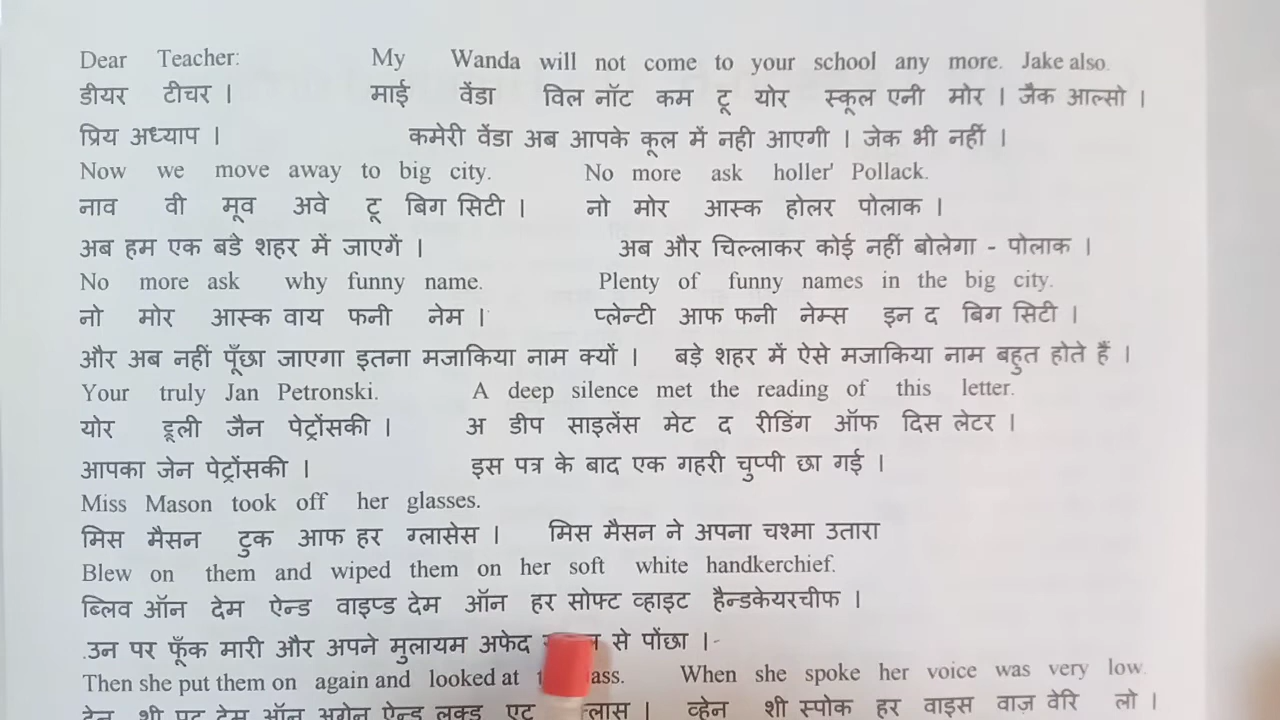 Dear Teacher: My Wanda will not come to your school any more. Jake also.
डीयर टीचर । माई वेंडा विल नॉट कम टू योर स्कूल एनी मोर । जैक आल्सो ।
प्रिय अध्याप । कमेरी वेंडा अब आपके कूल में नही आएगी । जेक भी नहीं ।
Now we move away to big city. No more ask holler' Pollack.
नाव वी मूव अवे टू बिग सिटी । नो मोर आस्क होलर पोलाक ।
अब हम एक बडे शहर में जाएगें । अब और चिल्लाकर कोई नहीं बोलेगा - पोलाक ।
No more ask why funny name. Plenty of funny names in the big city.
नो मोर आस्क वाय फनी नेम । प्लेन्टी आफ फनी नेम्स इन द बिग सिटी ।
और अब नहीं पूँछा जाएगा इतना मजाकिया नाम क्यों । बड़े शहर में ऐसे मजाकिया नाम बहुत होते हैं ।
Your truly Jan Petronski. A deep silence met the reading of this letter.
योर ड्रूली जैन पेट्रोंसकी । अ डीप साइलेंस मेट द रीडिंग ऑफ दिस लेटर ।
आपका जेन पेट्रोंसकी । इस पत्र के बाद एक गहरी चुप्पी छा गई ।
Miss Mason took off her glasses.
मिस मैसन टुक आफ हर ग्लासेस । मिस मैसन ने अपना चश्मा उतारा
Blew on them and wiped them on her soft white handkerchief.
ब्लिव ऑन देम ऐन्ड वाइप्ड देम ऑन हर सोफ्ट व्हाइट हैन्डकेयरचीफ ।
.उन पर फूँक मारी और अपने मुलायम अफेद से पोंछा ।-
Then she put them on again and looked at When she spoke her voice was very low.
देन शी पुट देम ऑन अगेन ऐन्ड लुक्ड एट व्हेन शी स्पोक हर वाइस वाज़ वेरि लो ।